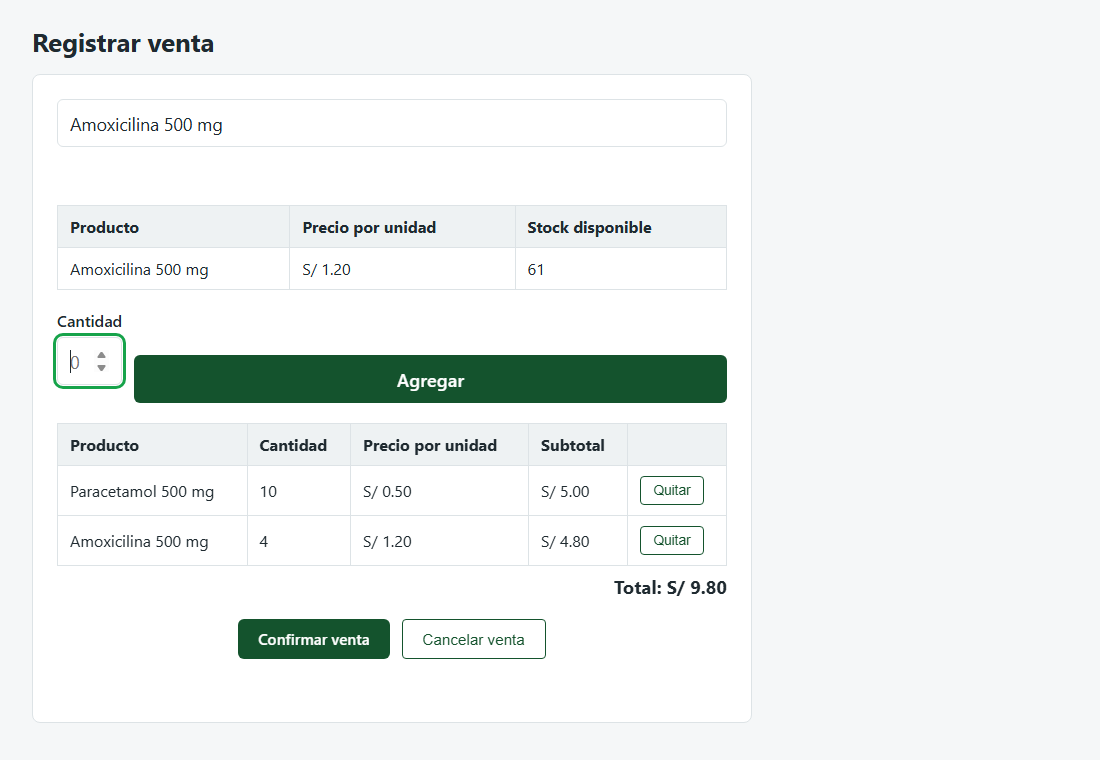 Registrar venta
Amoxicilina 500 mg
Producto Precio por unidad Stock disponible
Amoxicilina 500 mg S/ 1.20 61
Cantidad
0
Agregar
Producto Cantidad Precio por unidad Subtotal
Paracetamol 500 mg 10 S/ 0.50 S/ 5.00 Quitar
Amoxicilina 500 mg 4 S/ 1.20 S/ 4.80 Quitar
Total: S/ 9.80
Confirmar venta Cancelar venta